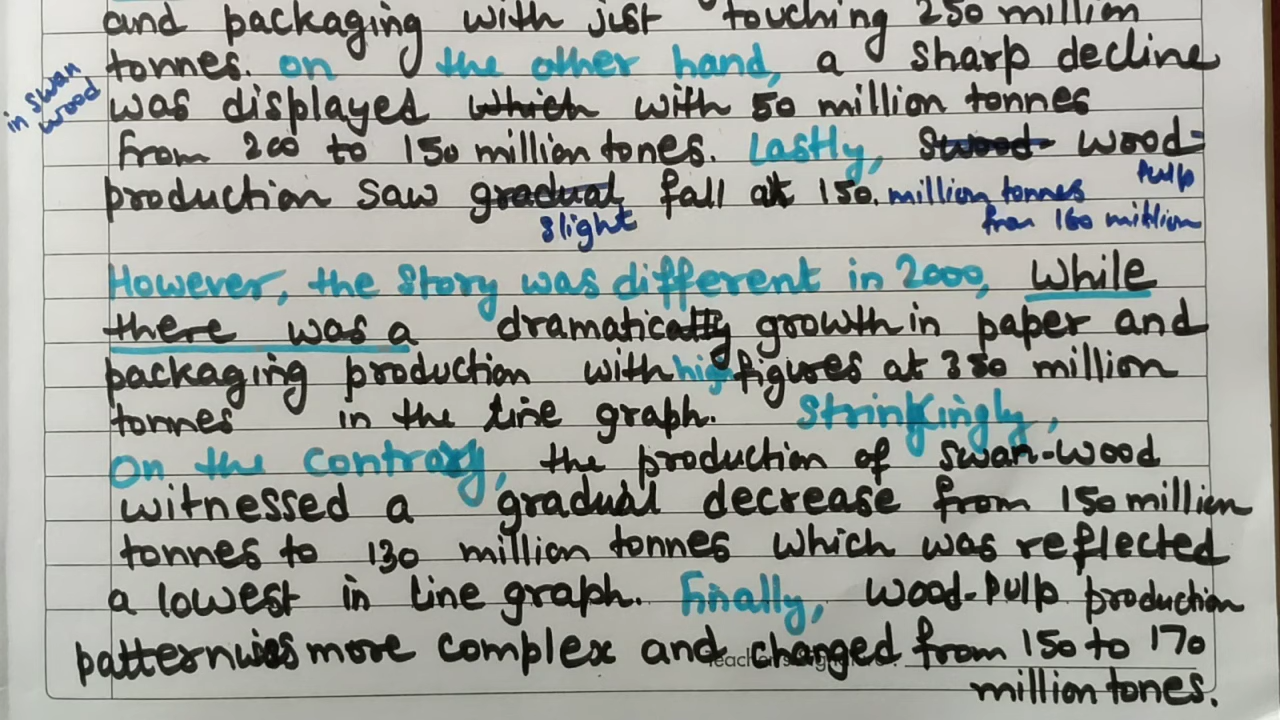 and packaging with just touching 250 million
tonnes. on the other hand, a sharp decline
in swan
wood
was displayed which with 50 million tonnes
from 200 to 150 million tones. Lastly, Swood- wood-
pulp
production saw gradual fall at 150. million tonnes
slight
from 160 million
However, the story was different in 2000, while
there was a dramatically growth in paper and
packaging production with high figures at 350 million
tonnes in the line graph. Strinkingly,
On the contrary, the production of swan-wood
witnessed a gradual decrease from 150 million
tonnes to 130 million tonnes which was reflected
a lowest in line graph. Finally, wood-pulp production
pattern was more complex and changed from 150 to 170
million tones.